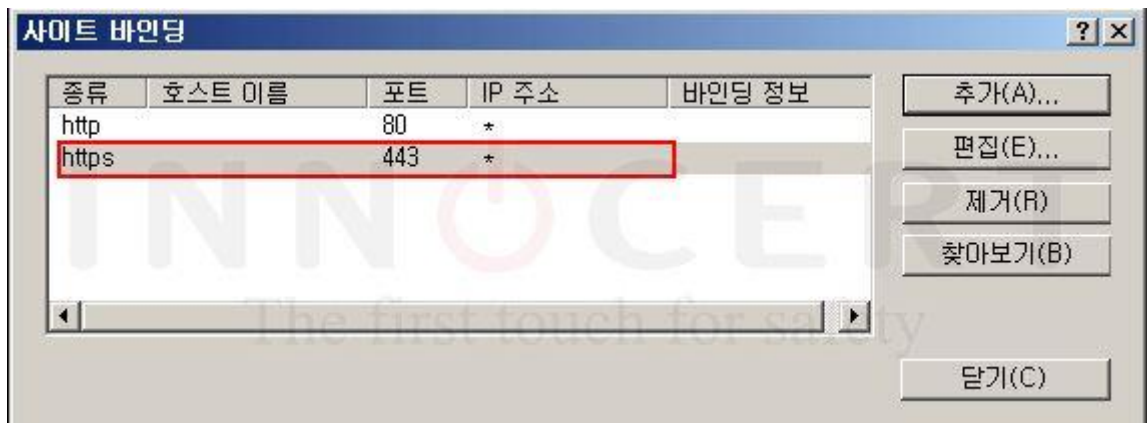 사이트 바인딩
종류 호스트 이름 포트 IP 주소 바인딩 정보
http 80 *
https 443 *
추가(A)...
편집(E)...
제거(R)
찾아보기(B)
닫기(C)
INNOCERT
The first touch for safety